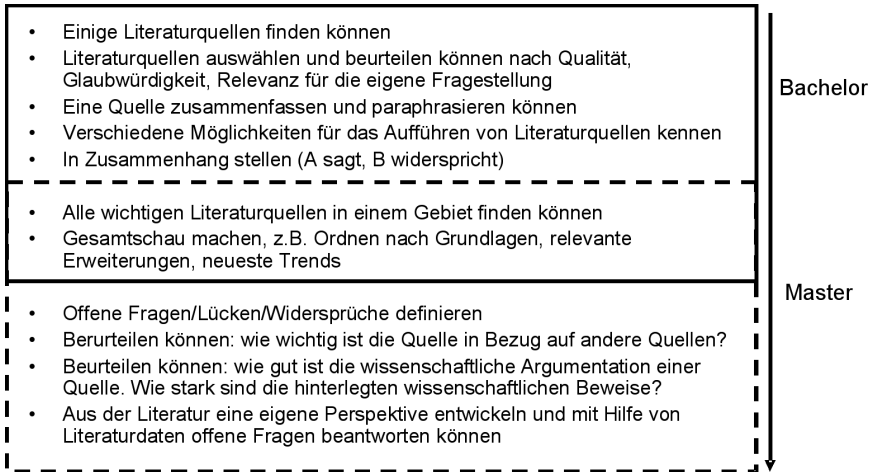 • Einige Literaturquellen finden können
• Literaturquellen auswählen und beurteilen können nach Qualität,
Glaubwürdigkeit, Relevanz für die eigene Fragestellung
• Eine Quelle zusammenfassen und paraphrasieren können
• Verschiedene Möglichkeiten für das Aufführen von Literaturquellen kennen
• In Zusammenhang stellen (A sagt, B widerspricht)
Bachelor
• Alle wichtigen Literaturquellen in einem Gebiet finden können
• Gesamtschau machen, z.B. Ordnen nach Grundlagen, relevante
Erweiterungen, neueste Trends
Master
• Offene Fragen/Lücken/Widersprüche definieren
• Berurteilen können: wie wichtig ist die Quelle in Bezug auf andere Quellen?
• Beurteilen können: wie gut ist die wissenschaftliche Argumentation einer
Quelle. Wie stark sind die hinterlegten wissenschaftlichen Beweise?
• Aus der Literatur eine eigene Perspektive entwickeln und mit Hilfe von
Literaturdaten offene Fragen beantworten können